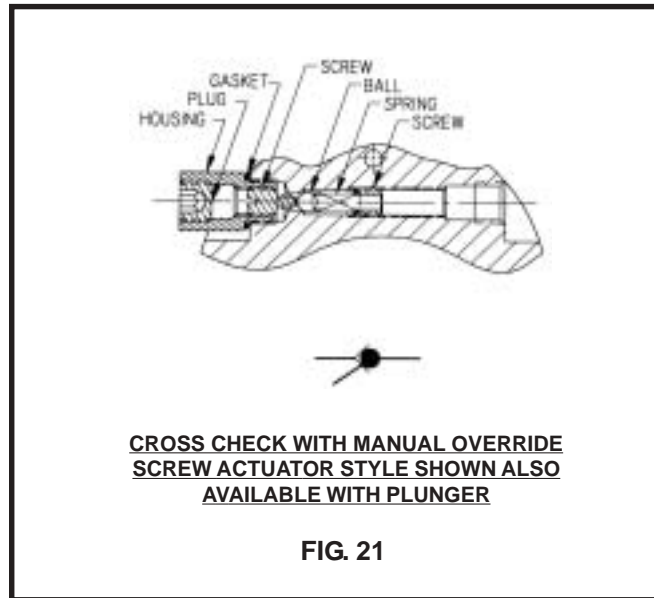 SCREW
GASKET
BALL
PLUG
SPRING
HOUSING
SCREW
CROSS CHECK WITH MANUAL OVERRIDE
SCREW ACTUATOR STYLE SHOWN ALSO
AVAILABLE WITH PLUNGER
FIG. 21